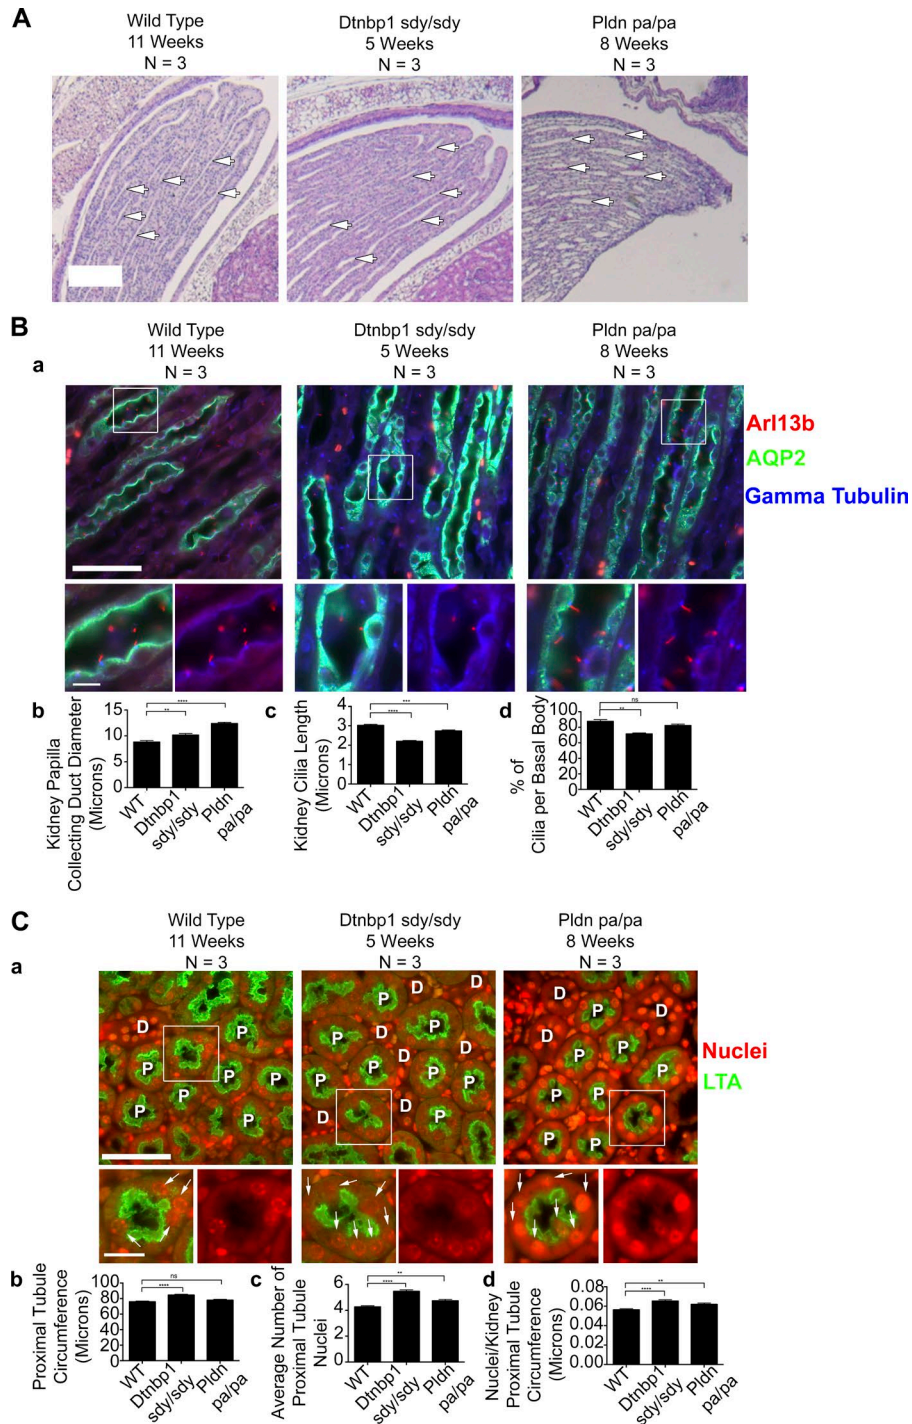 A
Wild Type
11 Weeks
N = 3
Dtnbp1 sdy/sdy
5 Weeks
N = 3
Pldn pa/pa
8 Weeks
N = 3
B
a
Wild Type
11 Weeks
N = 3
Dtnbp1 sdy/sdy
5 Weeks
N = 3
Pldn pa/pa
8 Weeks
N = 3
Arl13b
AQP2
Gamma Tubulin
b
Kidney Papilla
Collecting Duct Diameter
(Microns)
15
10
5
0
****
**
WT
Dtnbp1
sdy/sdy
Pldn
pa/pa
c
Kidney Cilia Length
(Microns)
4
3
2
1
0
***
****
WT
Dtnbp1
sdy/sdy
Pldn
pa/pa
d
% of
Cilia per Basal Body
100
80
60
40
20
0
ns
**
WT
Dtnbp1
sdy/sdy
Pldn
pa/pa
C
a
Wild Type
11 Weeks
N = 3
Dtnbp1 sdy/sdy
5 Weeks
N = 3
Pldn pa/pa
8 Weeks
N = 3
D P P P P P P P
D D P D P D P P D D P
D P D P P P P P P P
Nuclei
LTA
b
Proximal Tubule
Circumference
(Microns)
100
80
60
40
20
0
ns
****
WT
Dtnbp1
sdy/sdy
Pldn
pa/pa
c
Average Number of
Proximal Tubule
Nuclei
6
4
2
0
**
****
WT
Dtnbp1
sdy/sdy
Pldn
pa/pa
d
Nuclei/Kidney
Proximal Tubule
Circumference
(Microns)
0.08
0.06
0.04
0.02
0.00
**
****
WT
Dtnbp1
sdy/sdy
Pldn
pa/pa